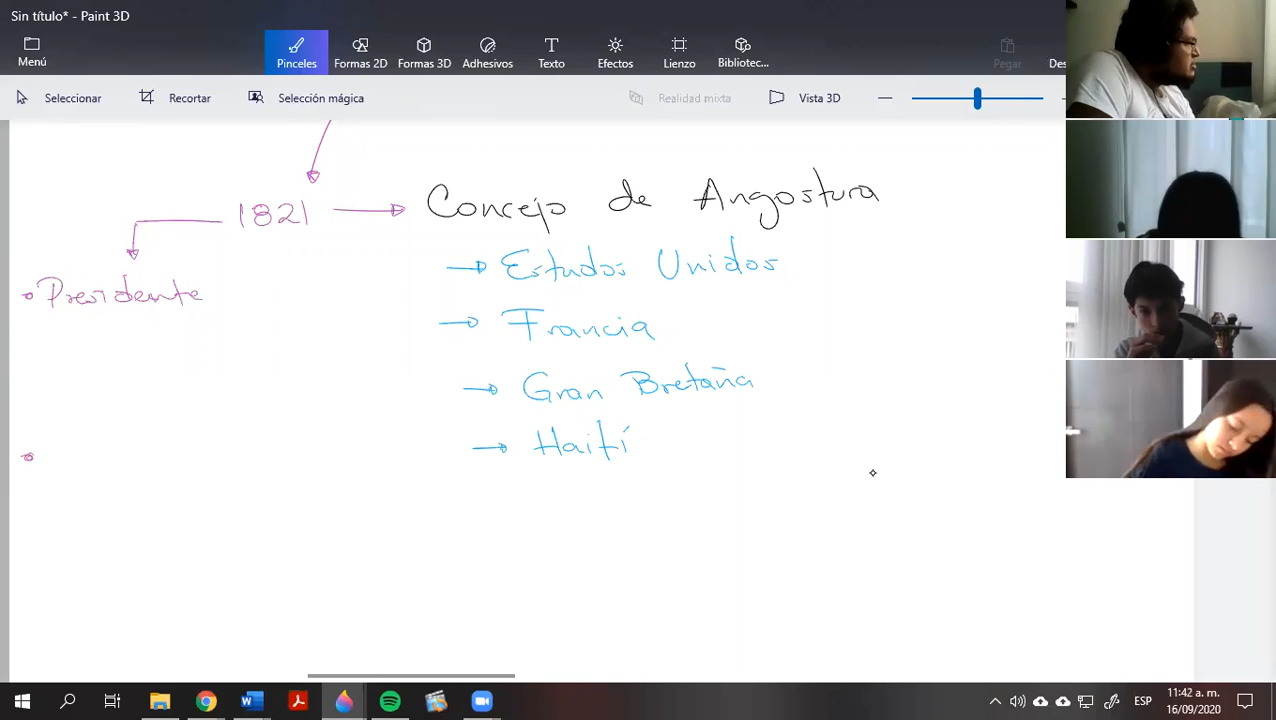 Sin título* - Paint 3D
Menú
Pinceles
Formas 2D
Formas 3D
Adhesivos
Texto
Efectos
Lienzo
Bibliotec...
Pegar
Des
Seleccionar
Recortar
Selección mágica
Realidad mixta
Vista 3D
1821
Concejo de Angostura
Estudos Unidos
Presidente
Francia
Gran Bretaña
Haití
ESP
11:42 a. m.
16/09/2020